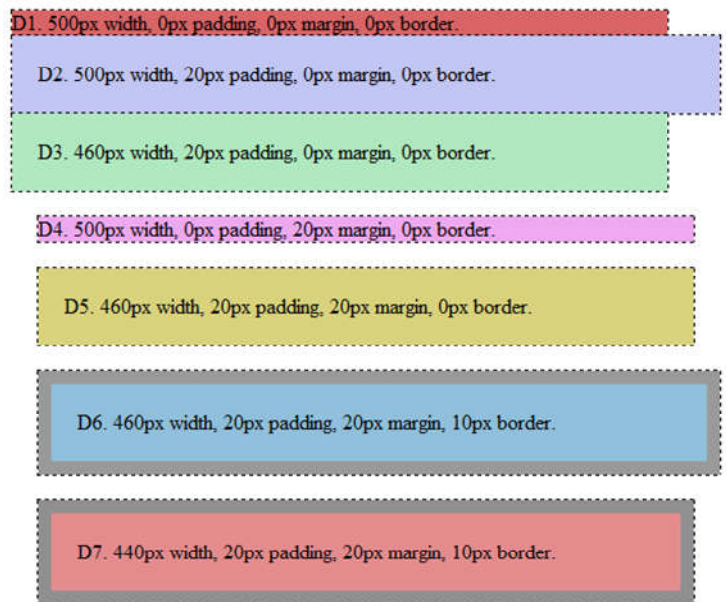 D1. 500px width, 0px padding, 0px margin, 0px border.
D2. 500px width, 20px padding, 0px margin, 0px border.
D3. 460px width, 20px padding, 0px margin, 0px border.
D4. 500px width, 0px padding, 20px margin, 0px border.
D5. 460px width, 20px padding, 20px margin, 0px border.
D6. 460px width, 20px padding, 20px margin, 10px border.
D7. 440px width, 20px padding, 20px margin, 10px border.